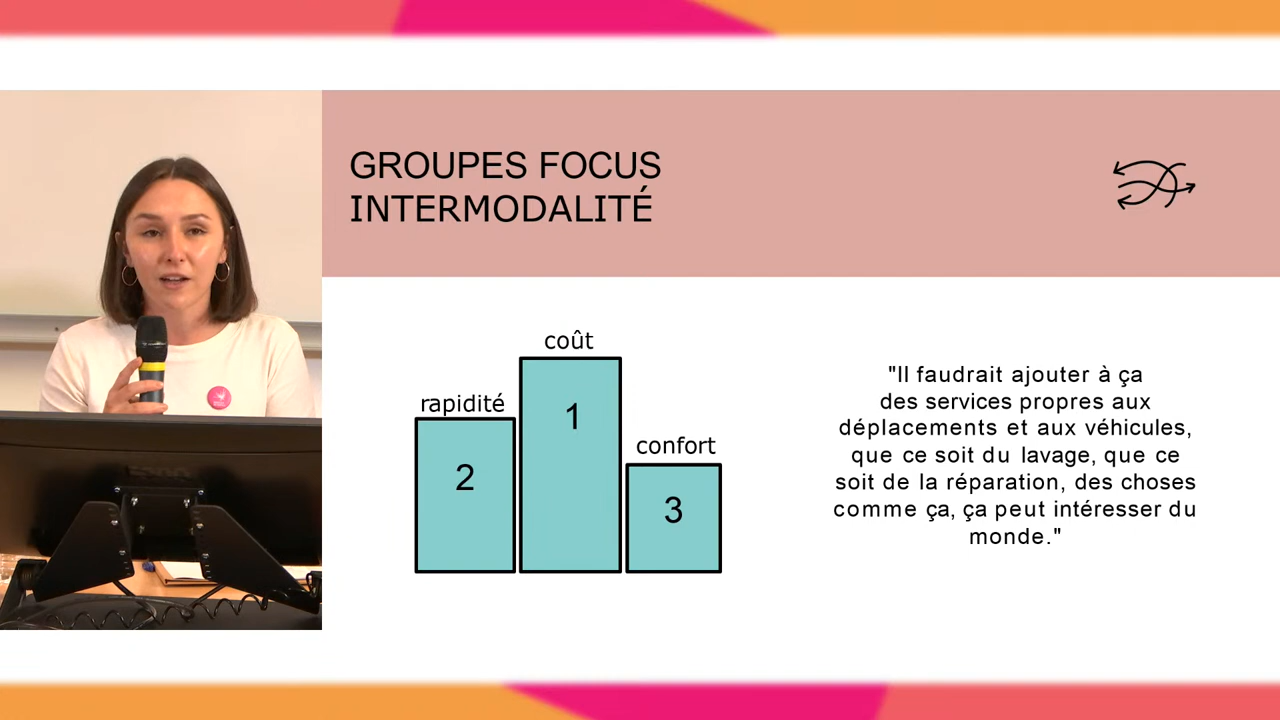 GROUPES FOCUS
INTERMODALITÉ
coût
rapidité
confort
1
2
3
"Il faudrait ajouter à ça
des services propres aux
déplacements et aux véhicules,
que ce soit du lavage, que ce
soit de la réparation, des choses
comme ça, ça peut intéresser du
monde."